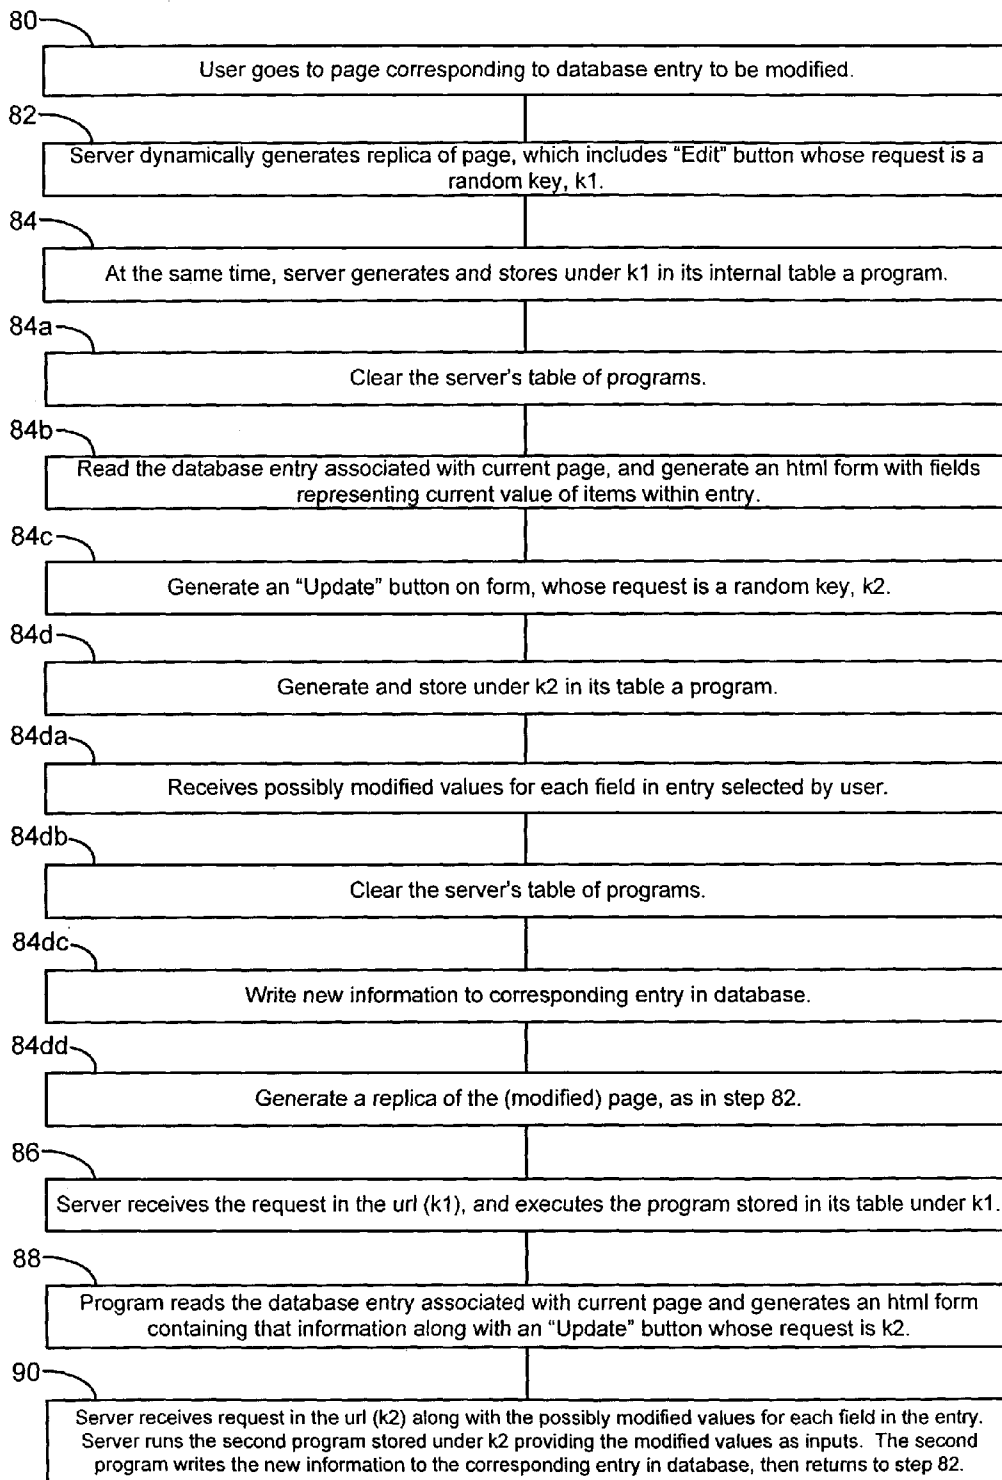 80
User goes to page corresponding to database entry to be modified.
82
Server dynamically generates replica of page, which includes “Edit” button whose request is a
random key, k1.
84
At the same time, server generates and stores under k1 in its internal table a program.
84a
Clear the server's table of programs.
84b
Read the database entry associated with current page, and generate an html form with fields
representing current value of items within entry.
84c
Generate an “Update” button on form, whose request is a random key, k2.
84d
Generate and store under k2 in its table a program.
84da
Receives possibly modified values for each field in entry selected by user.
84db
Clear the server's table of programs.
84dc
Write new information to corresponding entry in database.
84dd
Generate a replica of the (modified) page, as in step 82.
86
Server receives the request in the url (k1), and executes the program stored in its table under k1.
88
Program reads the database entry associated with current page and generates an html form
containing that information along with an “Update” button whose request is k2.
90
Server receives request in the url (k2) along with the possibly modified values for each field in the entry.
Server runs the second program stored under k2 providing the modified values as inputs. The second
program writes the new information to the corresponding entry in database, then returns to step 82.